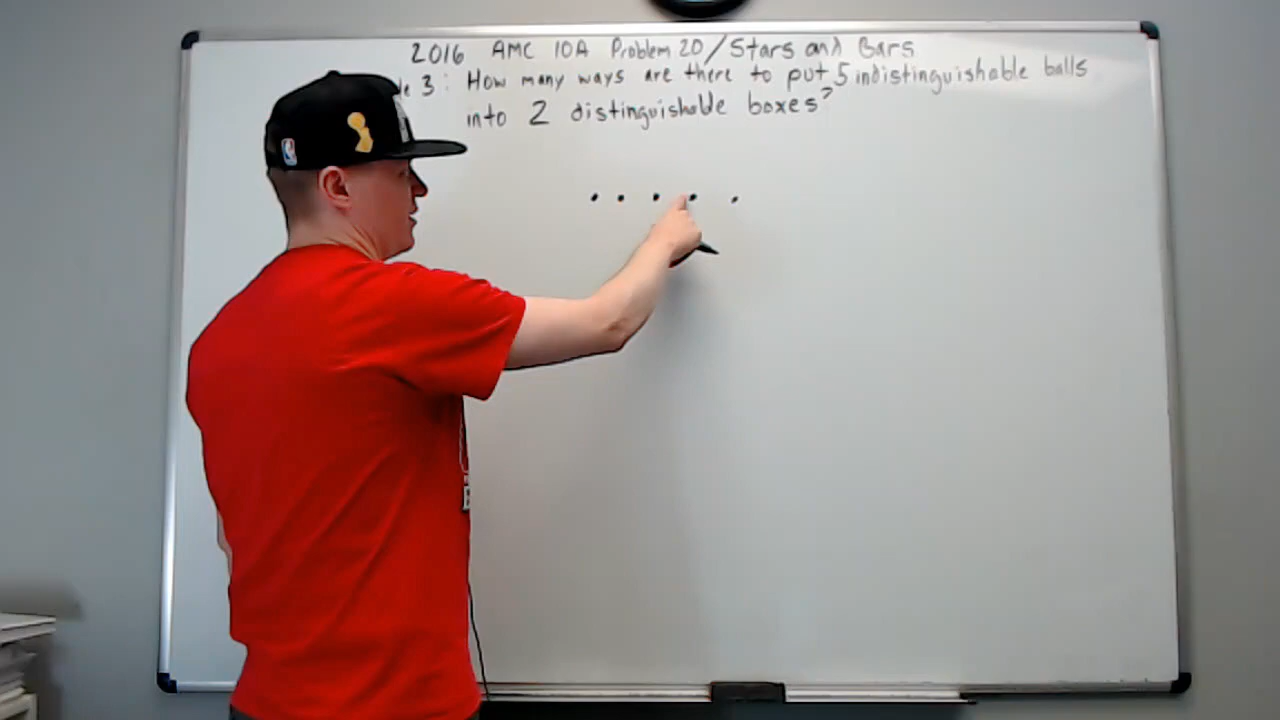 2016 AMC 10A Problem 20/Stars and Bars
3: How many ways are there to put 5 indistinguishable balls
into 2 distinguishable boxes?